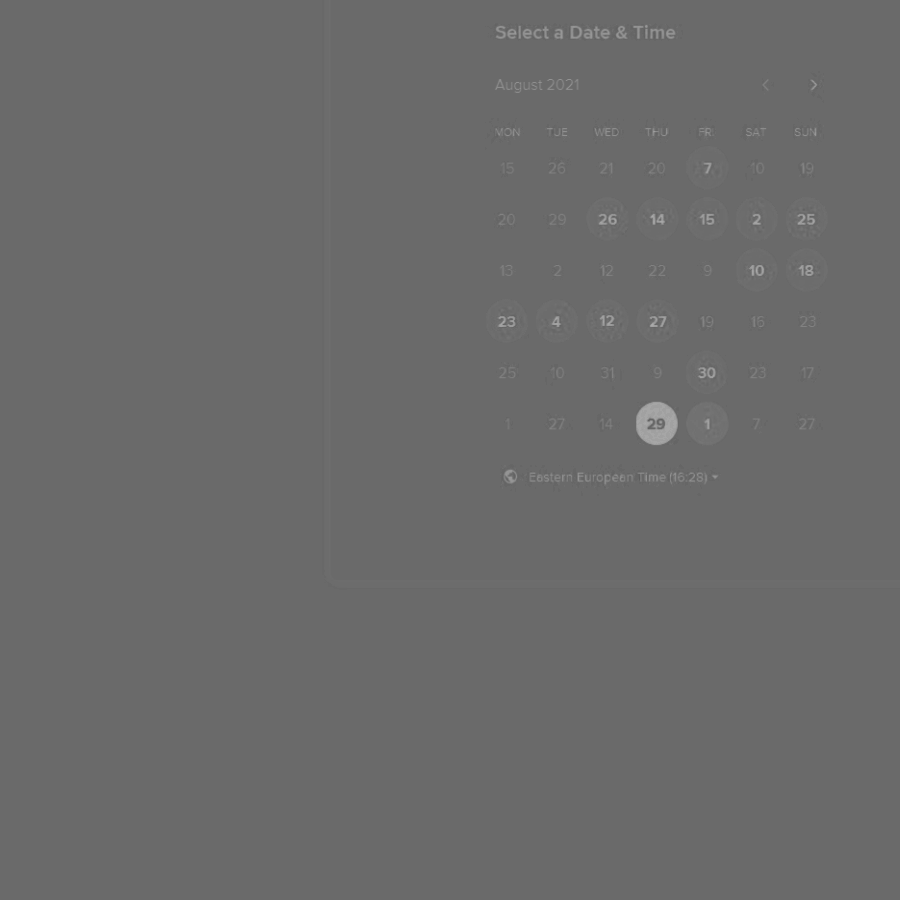 Select a Date & Time
August 2021
MON TUE WED THU FRI SAT SUN
15 26 21 20 7 10 19
20 29 26 14 15 2 25
13 2 12 22 9 10 18
23 4 12 27 19 16 23
25 10 31 9 30 23 17
1 27 14 29 1 7 27
Eastern European Time (16:28)